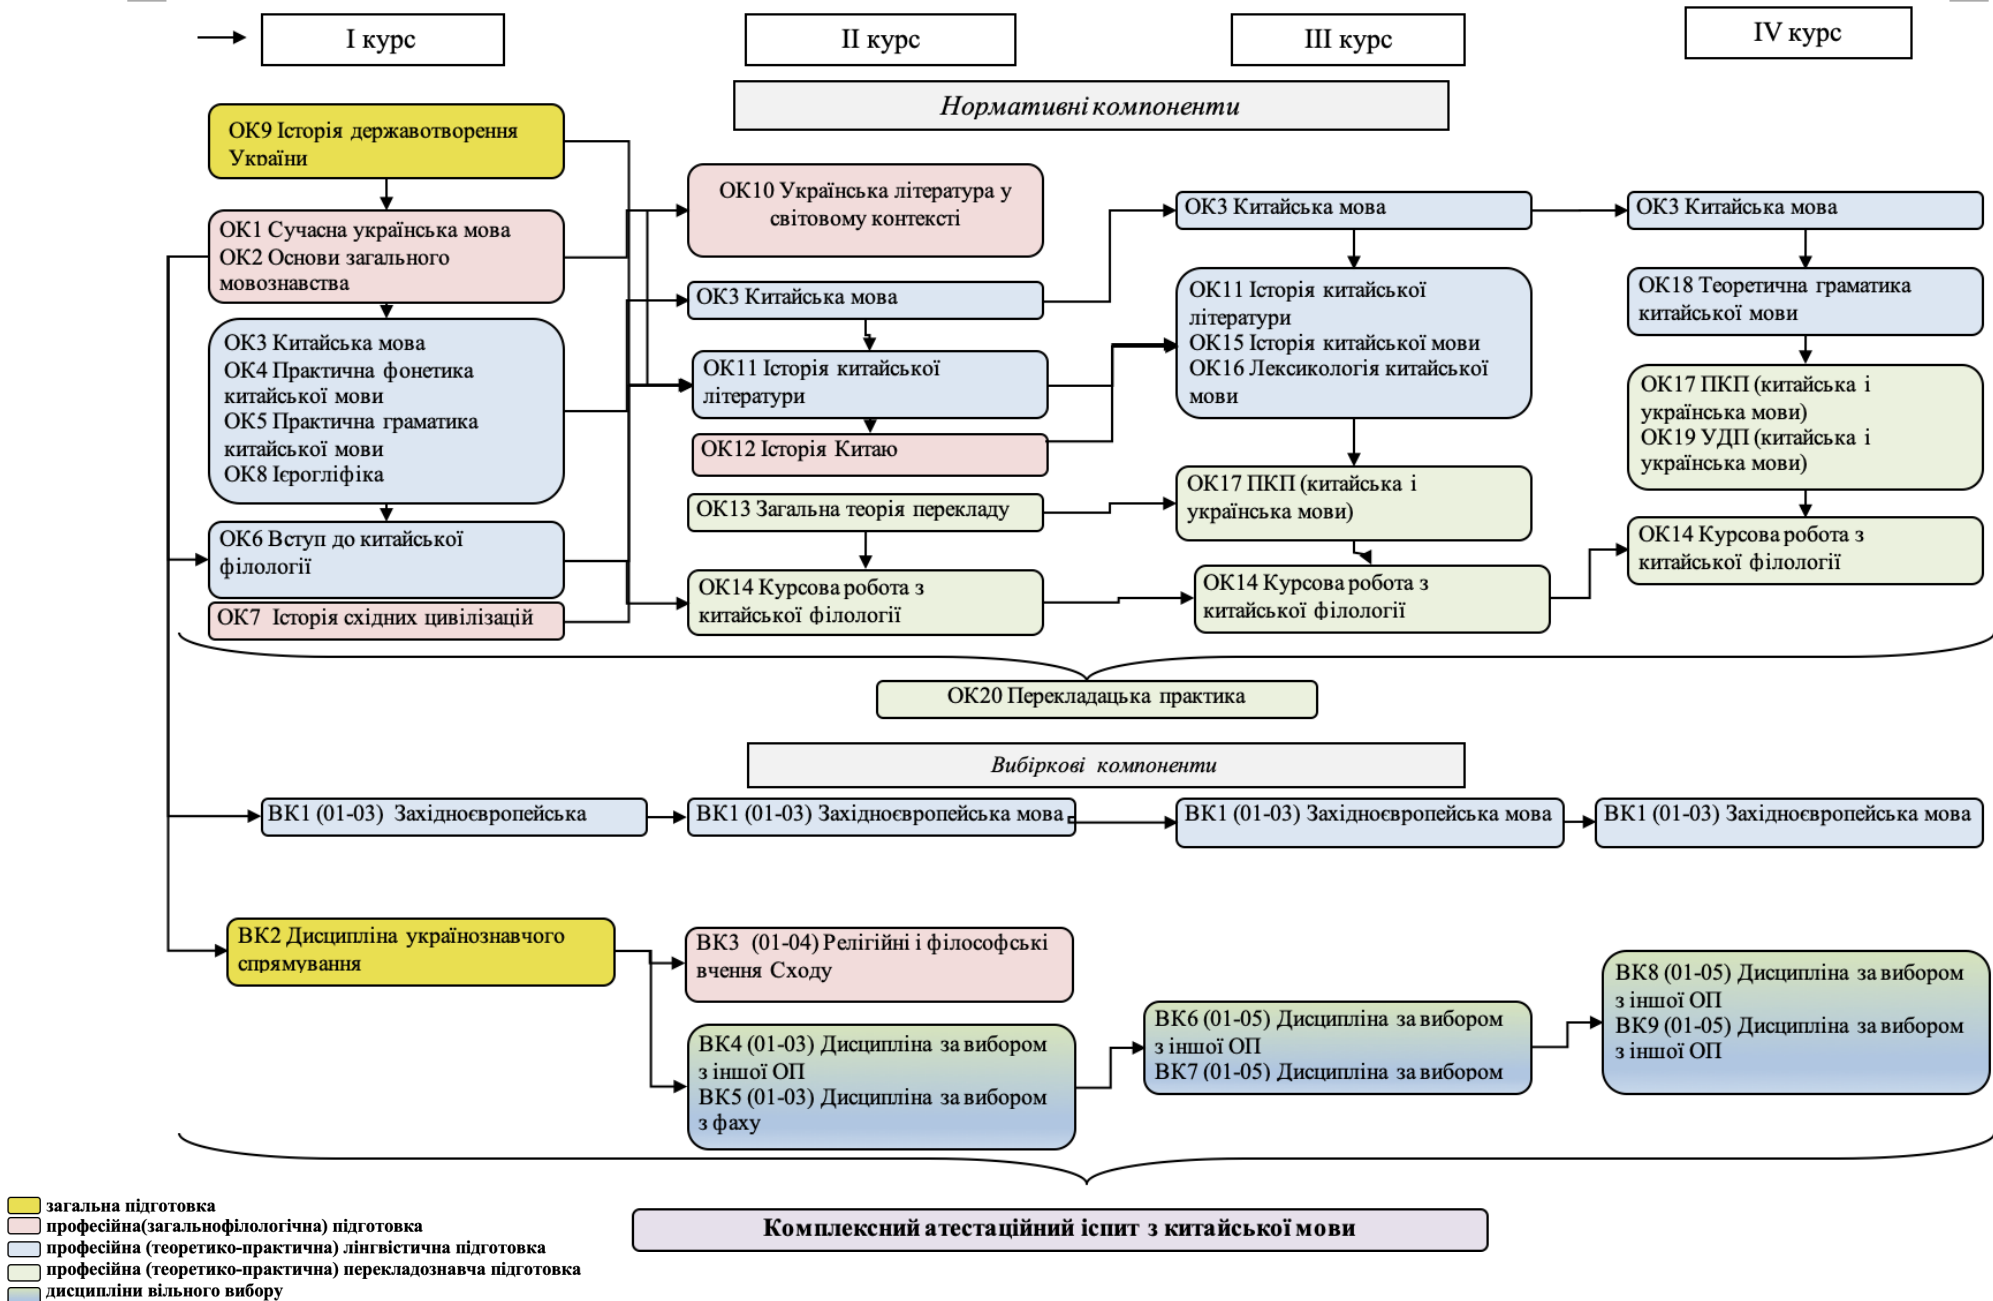 І курс
ІІ курс
ІІІ курс
IV курс
Нормативні компоненти
ОК9 Історія державотворення
України
ОК1 Сучасна українська мова
ОК2 Основи загального
мовознавства
ОК3 Китайська мова
ОК4 Практична фонетика
китайської мови
ОК5 Практична граматика
китайської мови
ОК8 Ієрогліфіка
ОК6 Вступ до китайської
філології
ОК7 Історія східних цивілізацій
ОК10 Українська література у
світовому контексті
ОК3 Китайська мова
ОК11 Історія китайської
літератури
ОК12 Історія Китаю
ОК13 Загальна теорія перекладу
ОК14 Курсова робота з
китайської філології
ОК3 Китайська мова
ОК11 Історія китайської
літератури
ОК15 Історія китайської мови
ОК16 Лексикологія китайської
мови
ОК17 ПКП (китайська і
українська мови)
ОК14 Курсова робота з
китайської філології
ОК3 Китайська мова
ОК18 Теоретична граматика
китайської мови
ОК17 ПКП (китайська і
українська мови)
ОК19 УДП (китайська і
українська мови)
ОК14 Курсова робота з
китайської філології
ОК20 Перекладацька практика
Вибіркові компоненти
ВК1 (01-03) Західноєвропейська
ВК1 (01-03) Західноєвропейська мова
ВК1 (01-03) Західноєвропейська мова
ВК1 (01-03) Західноєвропейська мова
ВК2 Дисципліна українознавчого
спрямування
ВК3 (01-04) Релігійні і філософські
вчення Сходу
ВК4 (01-03) Дисципліна за вибором
з іншої ОП
ВК5 (01-03) Дисципліна за вибором
з фаху
ВК6 (01-05) Дисципліна за вибором
з іншої ОП
ВК7 (01-05) Дисципліна за вибором
ВК8 (01-05) Дисципліна за вибором
з іншої ОП
ВК9 (01-05) Дисципліна за вибором
з іншої ОП
Комплексний атестаційний іспит з китайської мови
загальна підготовка
професійна(загальнофілологічна) підготовка
професійна (теоретико-практична) лінгвістична підготовка
професійна (теоретико-практична) перекладознавча підготовка
дисципліни вільного вибору